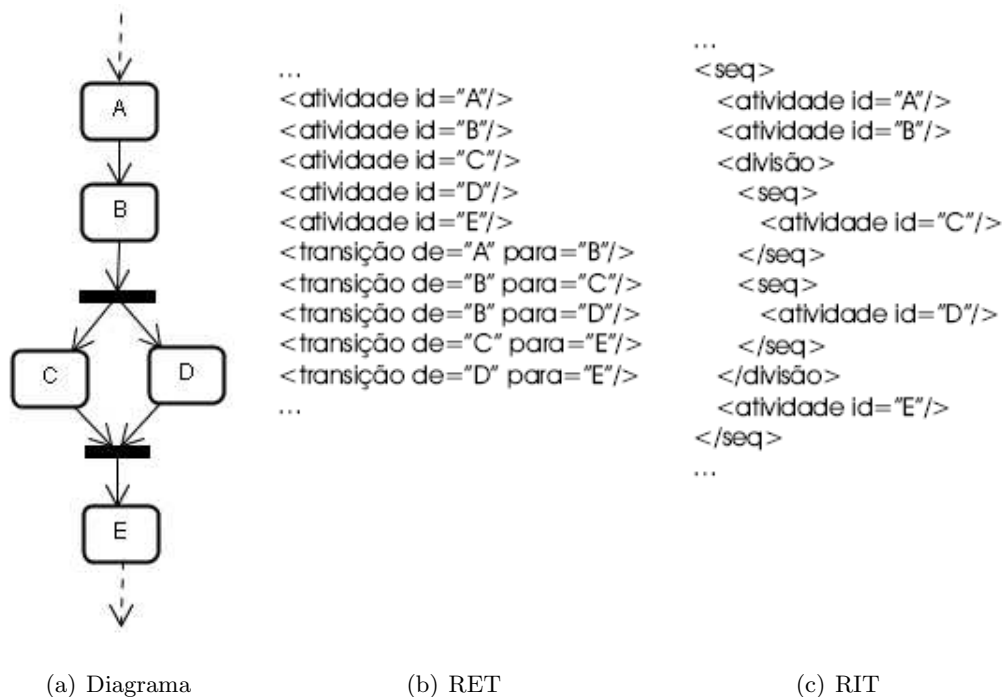 A
B
C
D
E
...
<atividade id="A"/>
<atividade id="B"/>
<atividade id="C"/>
<atividade id="D"/>
<atividade id="E"/>
<transição de="A" para="B"/>
<transição de="B" para="C"/>
<transição de="B" para="D"/>
<transição de="C" para="E"/>
<transição de="D" para="E"/>
...
...
<seq>
<atividade id="A"/>
<atividade id="B"/>
<divisão>
<seq>
<atividade id="C"/>
</seq>
<seq>
<atividade id="D"/>
</seq>
</divisão>
<atividade id="E"/>
</seq>
...
(a) Diagrama
(b) RET
(c) RIT